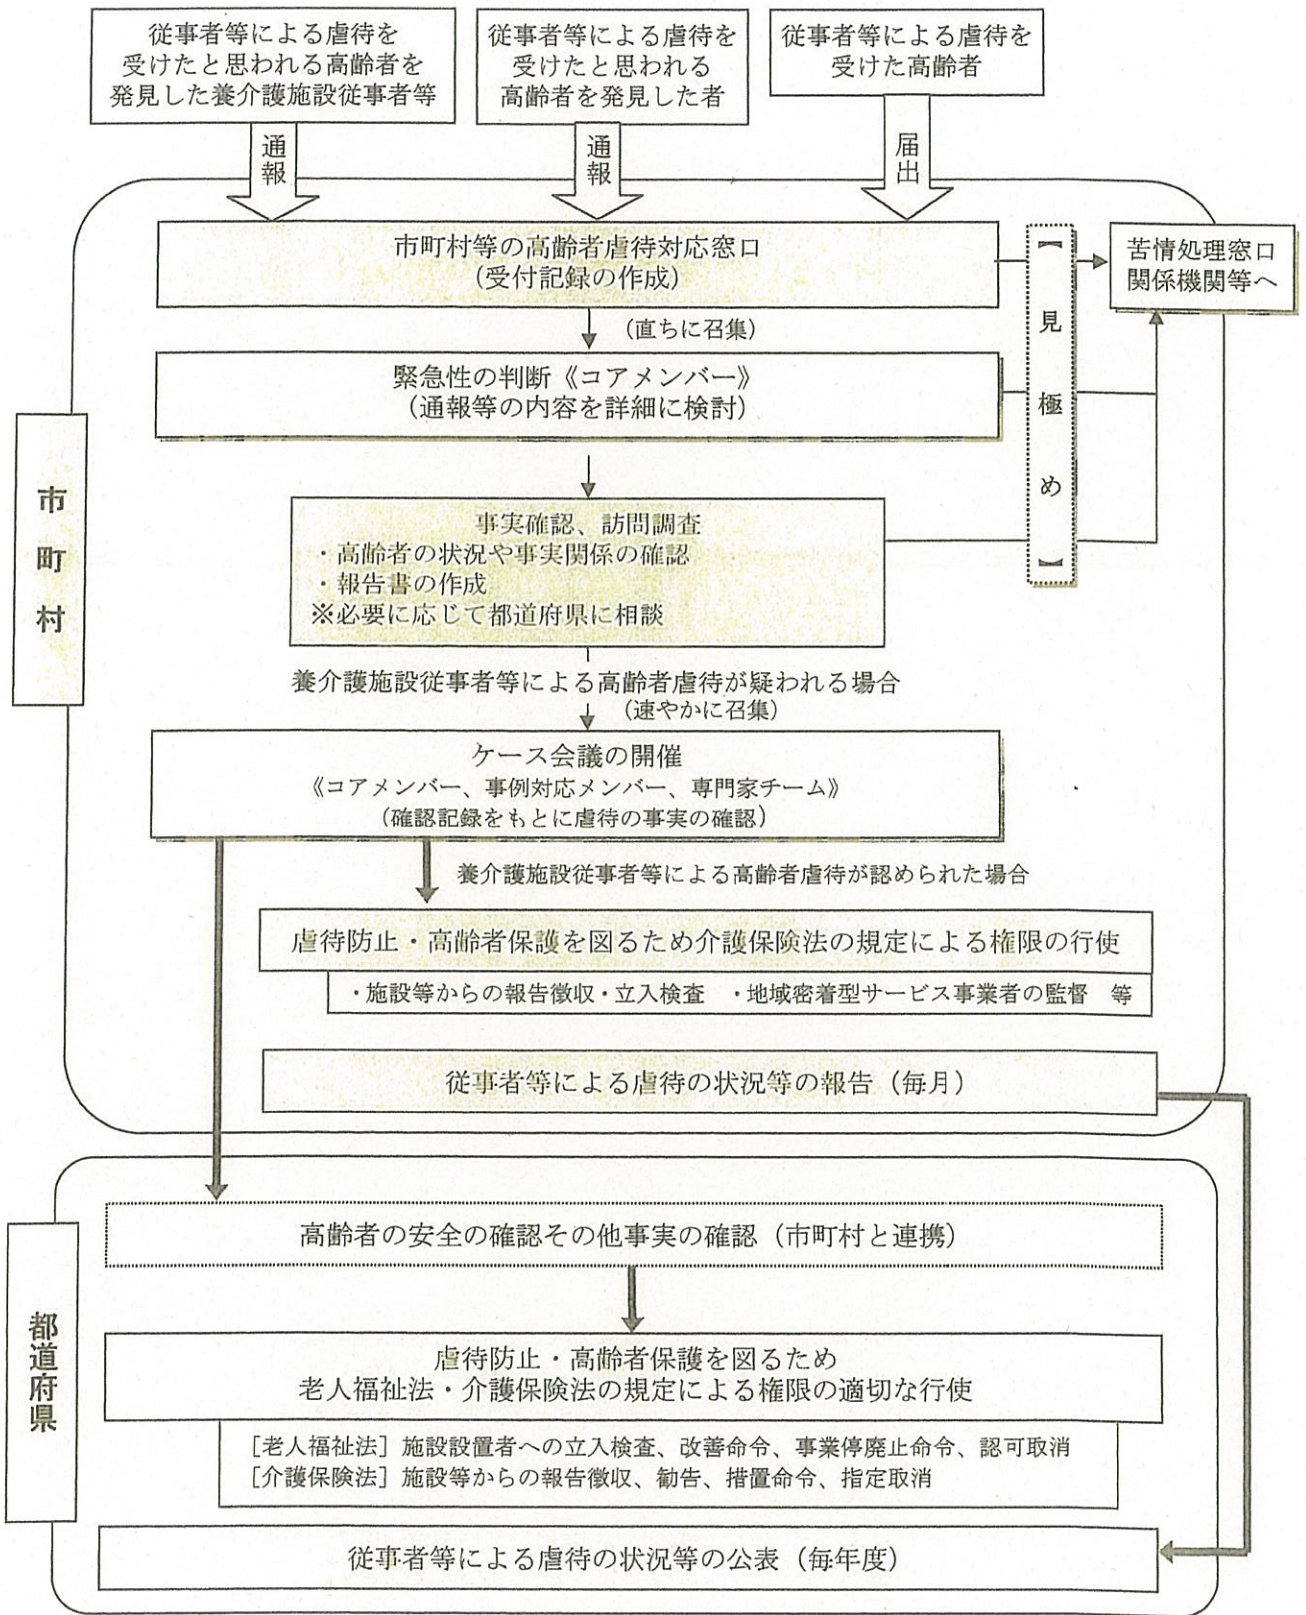 従事者等による虐待を
受けたと思われる高齢者を
発見した養介護施設従事者等
従事者等による虐待を
受けたと思われる
高齢者を発見した者
従事者等による虐待を
受けた高齢者
通報
通報
届出
市町村等の高齢者虐待対応窓口
(受付記録の作成)
苦情処理窓口
関係機関等へ
【見極め】
(直ちに召集)
緊急性の判断《コアメンバー》
(通報等の内容を詳細に検討)
市町村
事実確認、訪問調査
・高齢者の状況や事実関係の確認
・報告書の作成
※必要に応じて都道府県に相談
養介護施設従事者等による高齢者虐待が疑われる場合
(速やかに召集)
ケース会議の開催
《コアメンバー、事例対応メンバー、専門家チーム》
(確認記録をもとに虐待の事実の確認)
養介護施設従事者等による高齢者虐待が認められた場合
虐待防止・高齢者保護を図るため介護保険法の規定による権限の行使
・施設等からの報告徴収・立入検査 ・地域密着型サービス事業者の監督 等
従事者等による虐待の状況等の報告(毎月)
都道府県
高齢者の安全の確認その他事実の確認(市町村と連携)
虐待防止・高齢者保護を図るため
老人福祉法・介護保険法の規定による権限の適切な行使
[老人福祉法]施設設置者への立入検査、改善命令、事業停廃止命令、認可取消
[介護保険法]施設等からの報告徴収、勧告、措置命令、指定取消
従事者等による虐待の状況等の公表(毎年度)